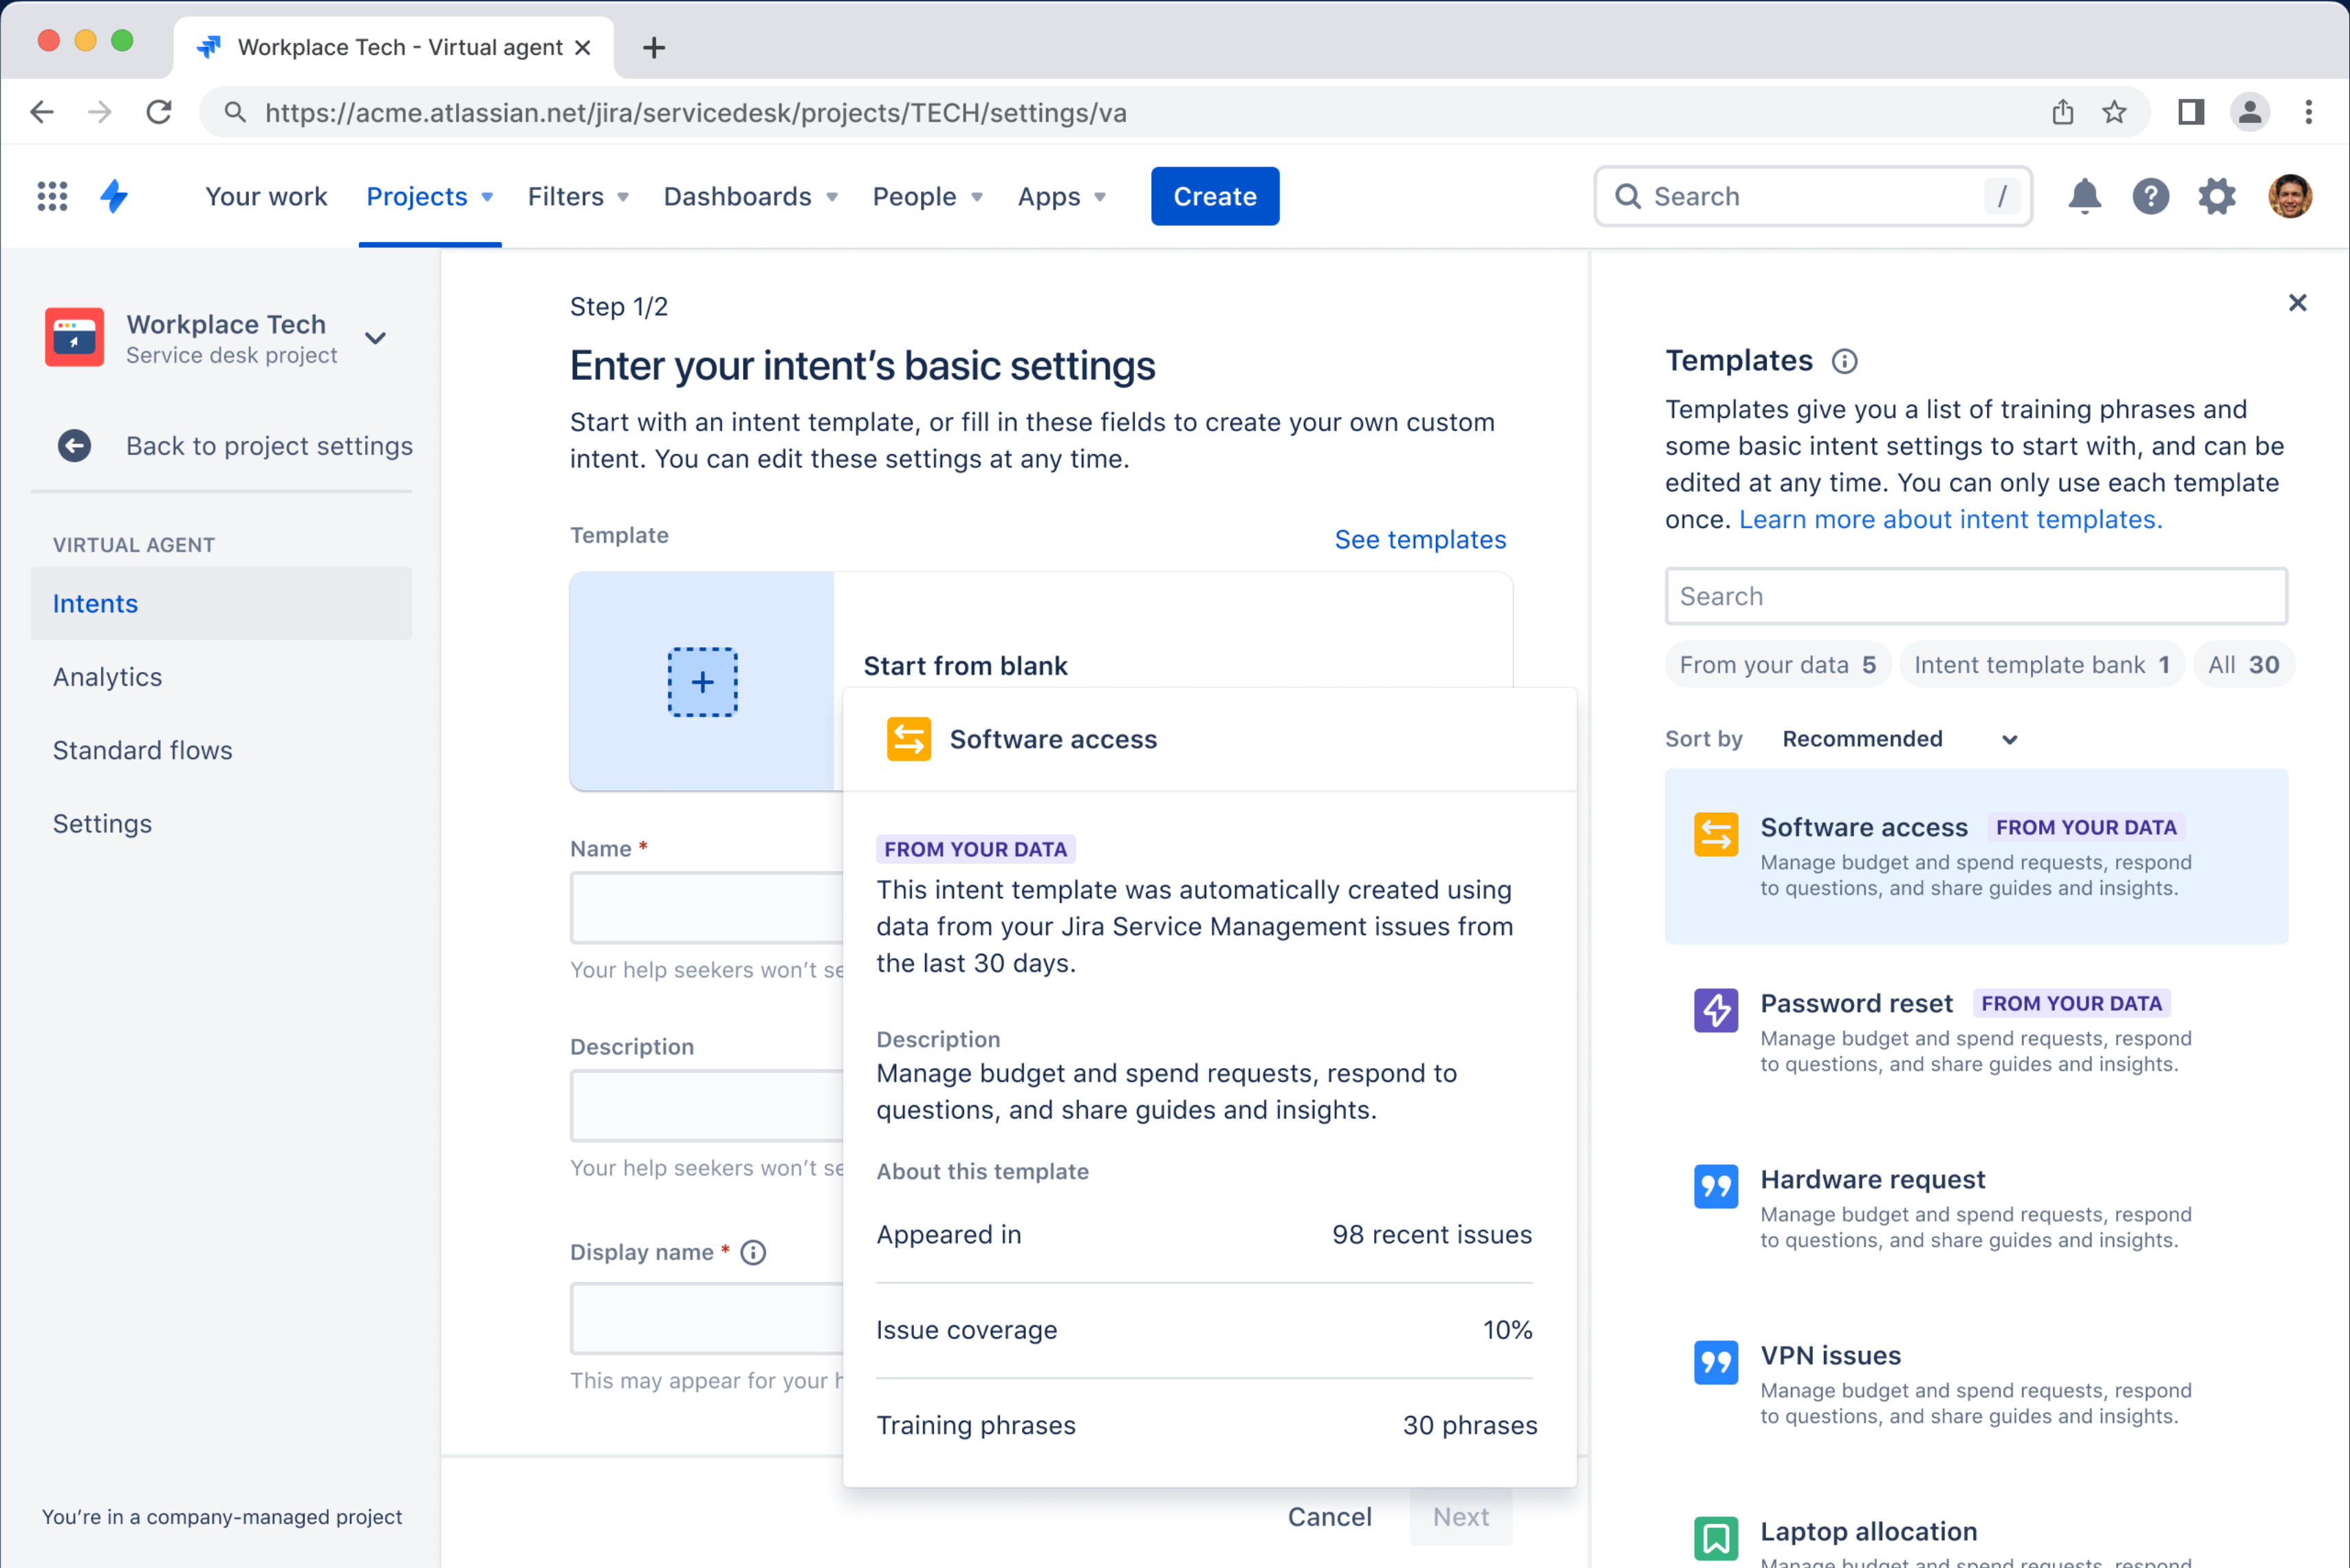 Workplace Tech - Virtual agent
https://acme.atlassian.net/jira/servicedesk/projects/TECH/settings/va
Your work
Projects
Filters
Dashboards
People
Apps
Create
Search
/
Workplace Tech
Service desk project
Back to project settings
VIRTUAL AGENT
Intents
Analytics
Standard flows
Settings
You’re in a company-managed project
Step 1/2
Enter your intent’s basic settings
Start with an intent template, or fill in these fields to create your own custom
intent. You can edit these settings at any time.
Template
See templates
Start from blank
Name *
Your help seekers won’t se
Description
Your help seekers won’t se
Display name *
This may appear for your h
Cancel
Next
Software access
FROM YOUR DATA
This intent template was automatically created using
data from your Jira Service Management issues from
the last 30 days.
Description
Manage budget and spend requests, respond to
questions, and share guides and insights.
About this template
Appeared in 98 recent issues
Issue coverage 10%
Training phrases 30 phrases
Templates
Templates give you a list of training phrases and
some basic intent settings to start with, and can be
edited at any time. You can only use each template
once. Learn more about intent templates.
Search
From your data 5 Intent template bank 1 All 30
Sort by Recommended
Software access FROM YOUR DATA
Manage budget and spend requests, respond
to questions, and share guides and insights.
Password reset FROM YOUR DATA
Manage budget and spend requests, respond
to questions, and share guides and insights.
Hardware request
Manage budget and spend requests, respond
to questions, and share guides and insights.
VPN issues
Manage budget and spend requests, respond
to questions, and share guides and insights.
Laptop allocation
Manage budget and spend requests, respond